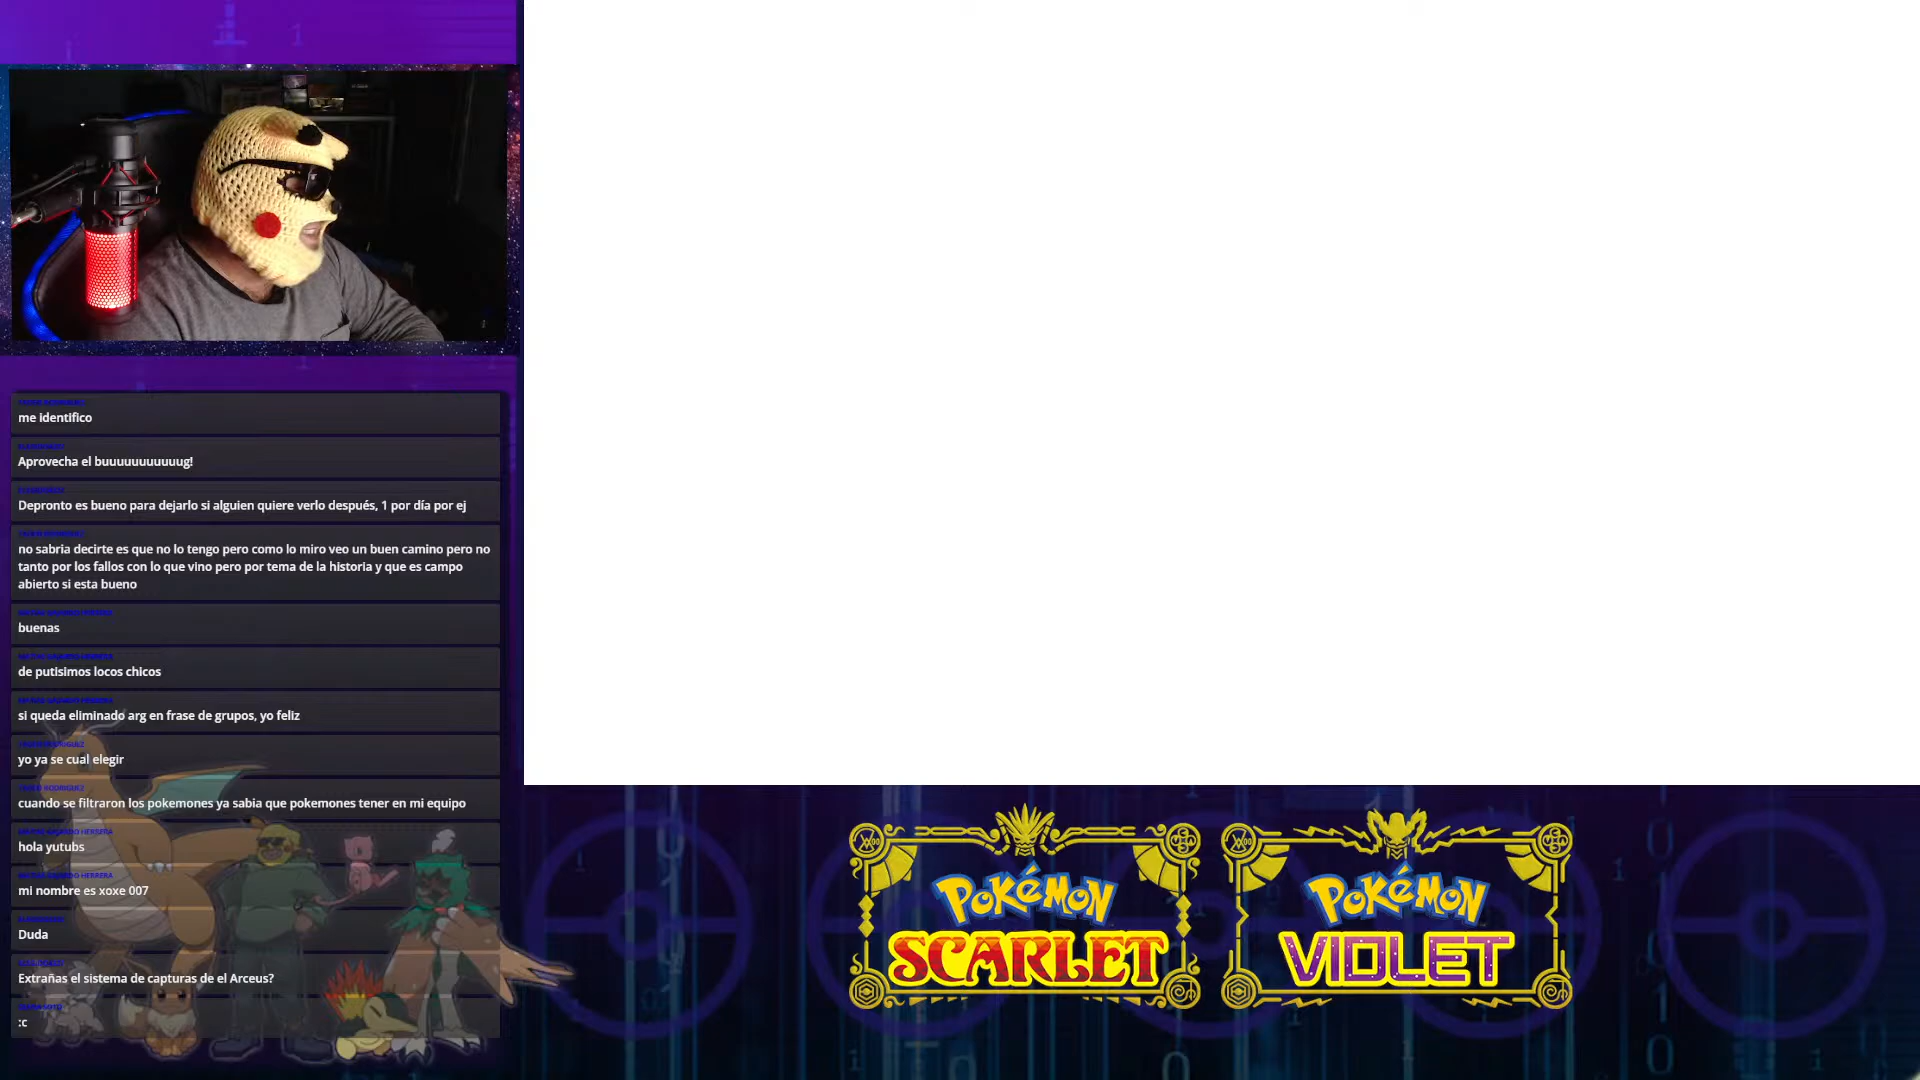 me identifico
Aprovecha el buuuuuuuuuug!
Depronto es bueno para dejarlo si alguien quiere verlo después, 1 por día por ej
no sabria decirte es que no lo tengo pero como lo miro veo un buen camino pero no
tanto por los fallos con lo que vino pero por tema de la historia y que es campo
abierto si esta bueno
buenas
de putisimos locos chicos
si queda eliminado arg en frase de grupos, yo feliz
yo ya se cual elegir
cuando se filtraron los pokemones ya sabia que pokemones tener en mi equipo
hola yutubs
mi nombre es xoxe 007
Duda
Extrañas el sistema de capturas de el Arceus?
:c
POKéMON
SCARLET
POKéMON
VIOLET